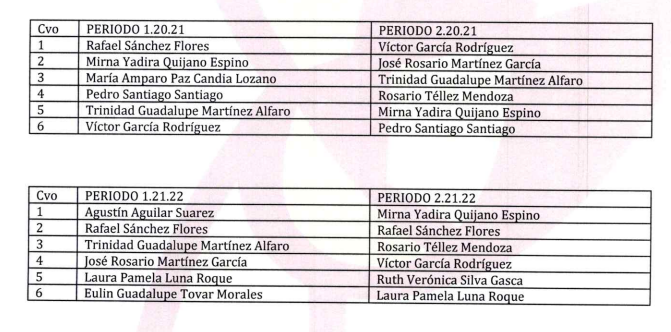 Cvo PERIODO 1.20.21 PERIODO 2.20.21
1 Rafael Sánchez Flores Víctor García Rodríguez
2 Mirna Yadira Quijano Espino José Rosario Martínez García
3 María Amparo Paz Candia Lozano Trinidad Guadalupe Martínez Alfaro
4 Pedro Santiago Santiago Rosario Téllez Mendoza
5 Trinidad Guadalupe Martínez Alfaro Mirna Yadira Quijano Espino
6 Víctor García Rodríguez Pedro Santiago Santiago
Cvo PERIODO 1.21.22 PERIODO 2.21.22
1 Agustín Aguilar Suarez Mirna Yadira Quijano Espino
2 Rafael Sánchez Flores Rafael Sánchez Flores
3 Trinidad Guadalupe Martínez Alfaro Rosario Téllez Mendoza
4 José Rosario Martínez García Víctor García Rodríguez
5 Laura Pamela Luna Roque Ruth Verónica Silva Gasca
6 Eulin Guadalupe Tovar Morales Laura Pamela Luna Roque